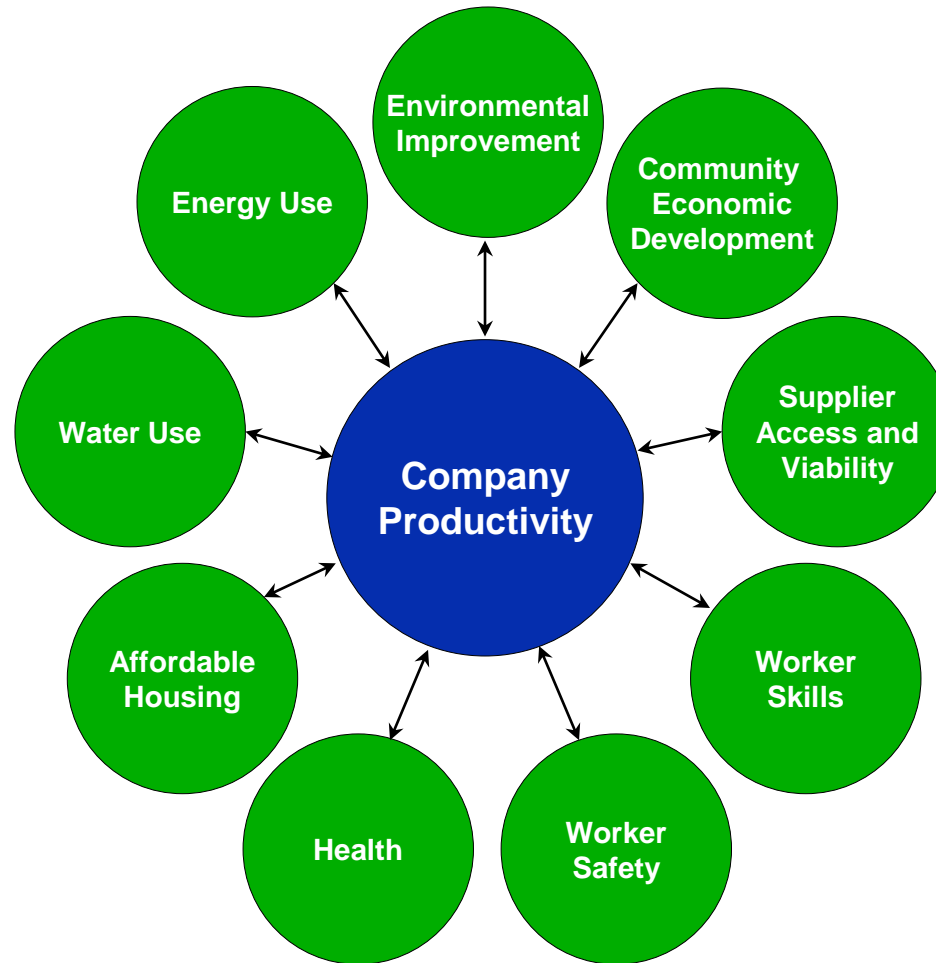 Environmental
Improvement
Community
Economic
Development
Energy Use
Supplier
Access and
Viability
Water Use
Company
Productivity
Affordable
Housing
Worker
Skills
Health
Worker
Safety